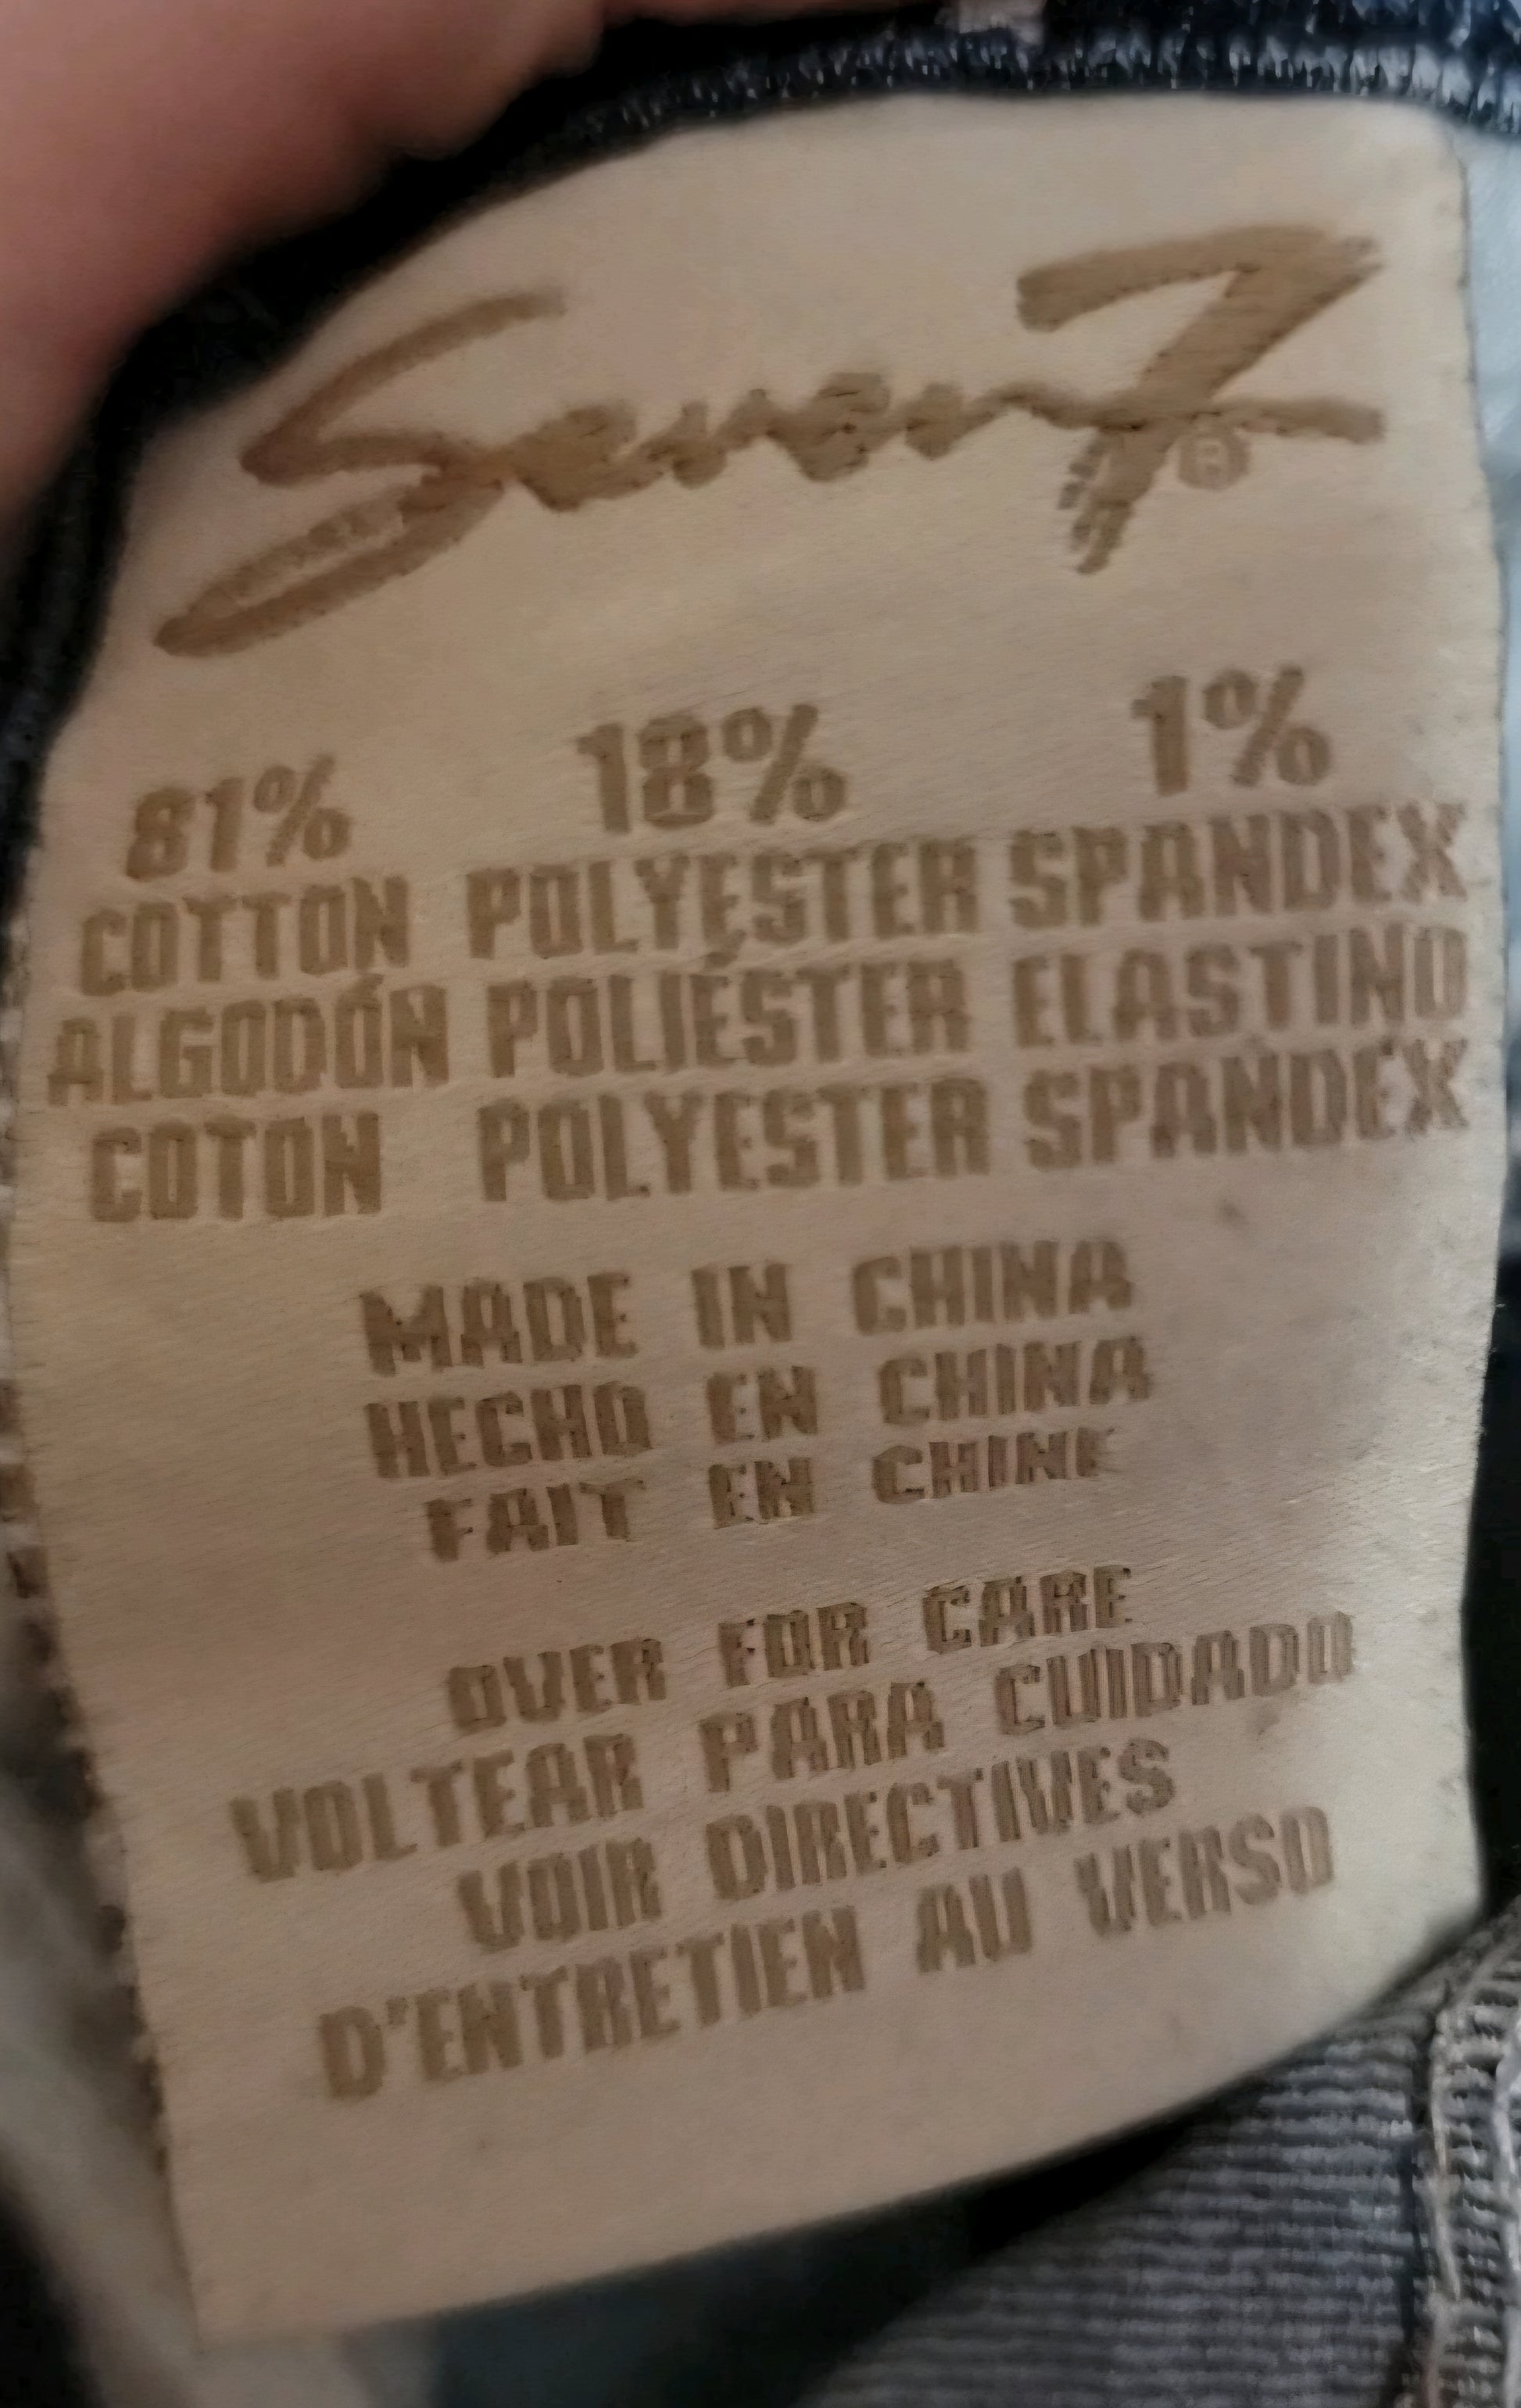 Seven7®
81% 18% 1%
COTTON POLYESTER SPANDEX
ALGODÓN POLIÉSTER ELASTINO
COTON POLYESTER SPANDEX
MADE IN CHINA
HECHO EN CHINA
FAIT EN CHINE
OVER FOR CARE
VOLTEAR PARA CUIDADO
VOIR DIRECTIVES
D'ENTRETIEN AU VERSO